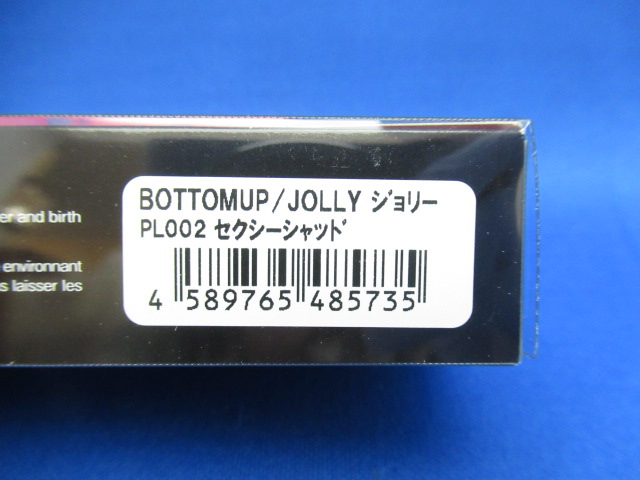 BOTTOMUP/JOLLY ジョリー
PL002 セクシーシャッド
4 589765 485735
er and birth
environnant
s laisser les